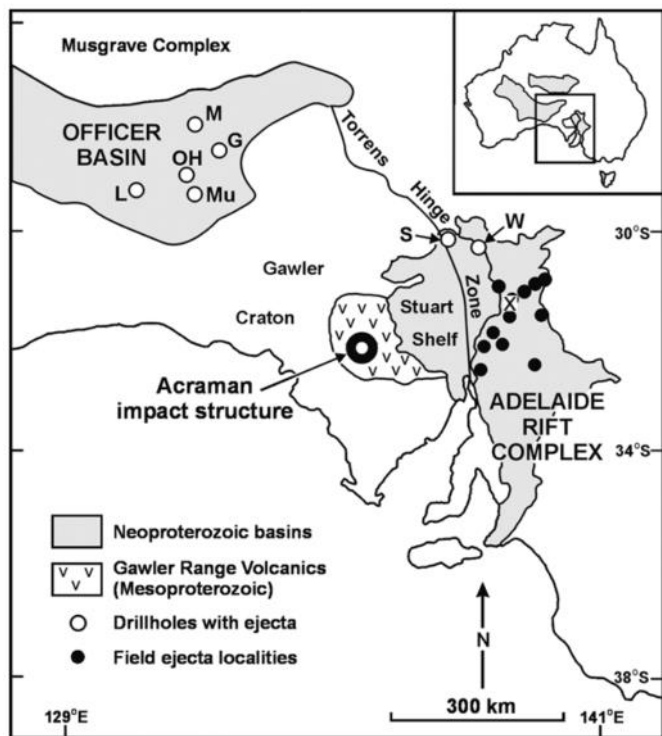 Musgrave Complex
OFFICER
BASIN
M
G
OH
L
Mu
Torrens
Hinge
Zone
S
W
30°S
Gawler
Craton
Stuart
Shelf
X
V V V V V V V V V V V V V
Acraman
impact structure
ADELAIDE
RIFT
COMPLEX
34°S
Neoproterozoic basins
V V V V V
Gawler Range Volcanics
(Mesoproterozoic)
Drillholes with ejecta
Field ejecta localities
N
38°S
300 km
129°E
141°E